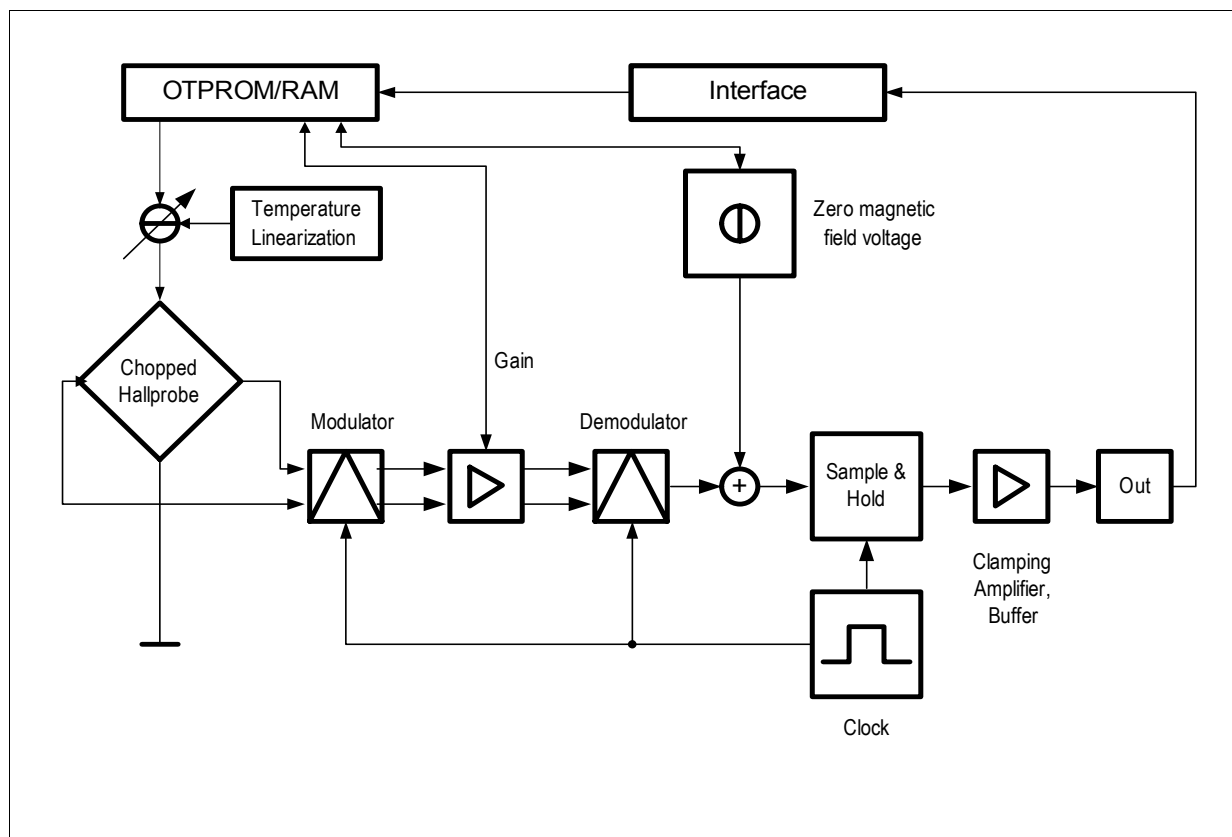 OTPROM/RAM
Interface
Temperature
Linearization
Zero magnetic
field voltage
Chopped
Hallprobe
Gain
Modulator
Demodulator
+
Sample &
Hold
Out
Clamping
Amplifier,
Buffer
Clock